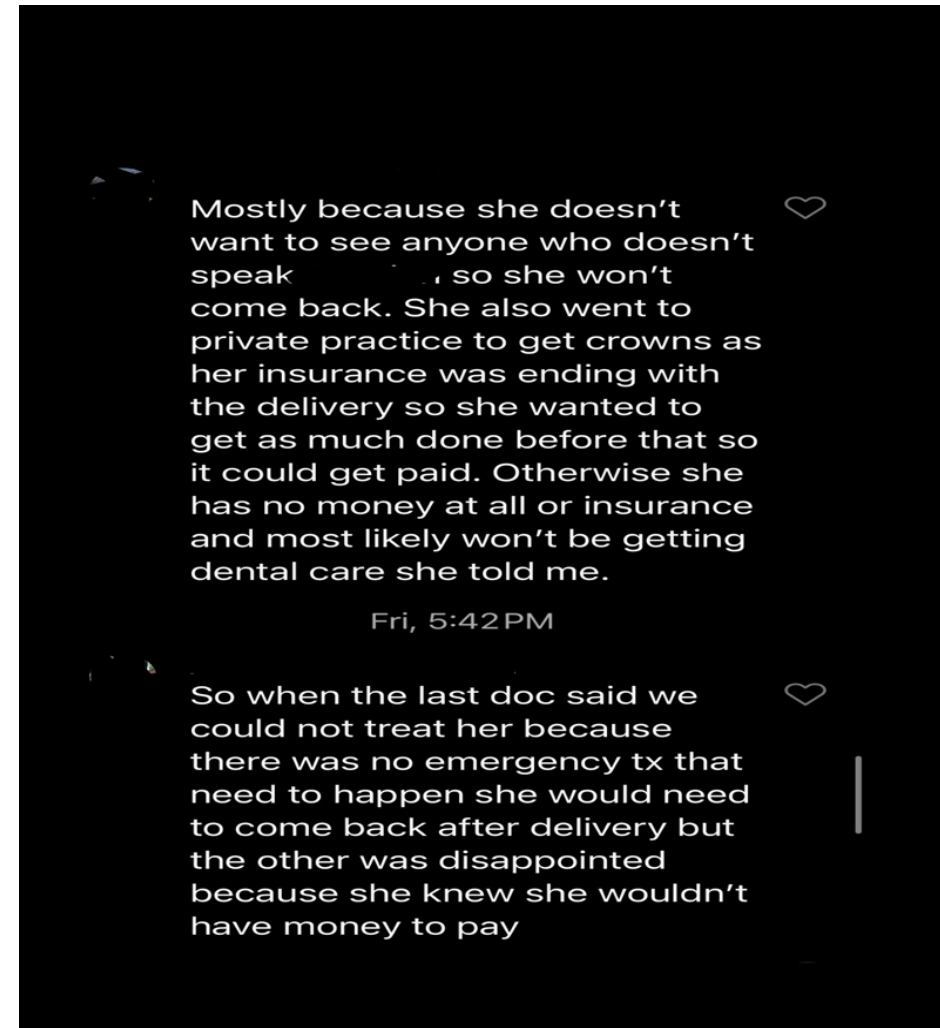 Mostly because she doesn’t
want to see anyone who doesn’t
speak , so she won’t
come back. She also went to
private practice to get crowns as
her insurance was ending with
the delivery so she wanted to
get as much done before that so
it could get paid. Otherwise she
has no money at all or insurance
and most likely won’t be getting
dental care she told me.
Fri, 5:42 PM
So when the last doc said we
could not treat her because
there was no emergency tx that
need to happen she would need
to come back after delivery but
the other was disappointed
because she knew she wouldn’t
have money to pay